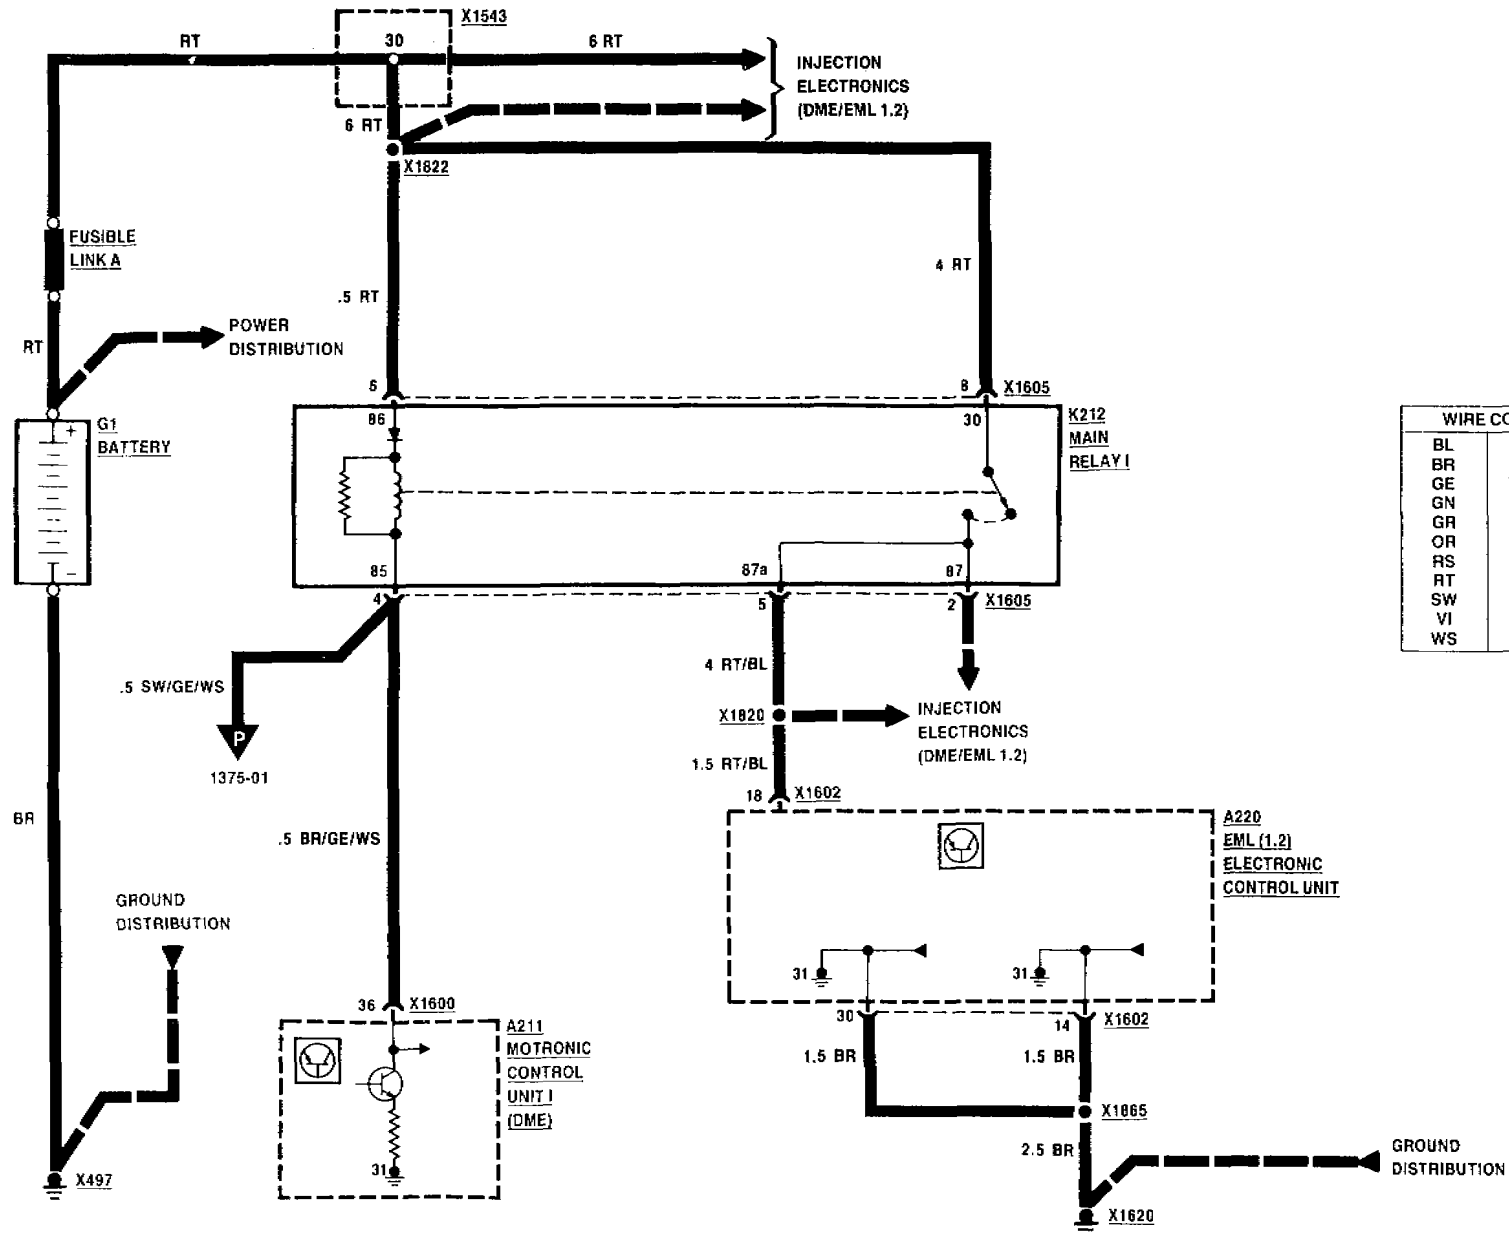 X1543
RT
30
6 RT
INJECTION
ELECTRONICS
(DME/EML 1.2)
6 RT
X1822
FUSIBLE
LINK A
4 RT
.5 RT
POWER
DISTRIBUTION
RT
6
8
X1605
G1
BATTERY
+
−
86
30
K212
MAIN
RELAY I
WIRE CO
BL
BR
GE
GN
GR
OR
RS
RT
SW
VI
WS
85
87a
87
4
5
2
X1605
.5 SW/GE/WS
4 RT/BL
P
1375-01
X1820
INJECTION
ELECTRONICS
(DME/EML 1.2)
1.5 RT/BL
18
X1602
BR
.5 BR/GE/WS
A220
EML (1.2)
ELECTRONIC
CONTROL UNIT
GROUND
DISTRIBUTION
31
31
36
X1600
30
14
X1602
A211
MOTRONIC
CONTROL
UNIT I
(DME)
1.5 BR
1.5 BR
X1865
31
2.5 BR
GROUND
DISTRIBUTION
X497
X1620